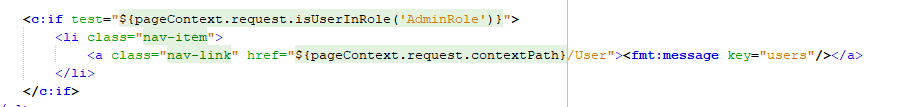 <c:if test="${pageContext.request.isUserInRole('AdminRole')}">
<li class="nav-item">
<a class="nav-link" href="${pageContext.request.contextPath}/User"><fmt:message key="users"/></a>
</li>
</c:if>